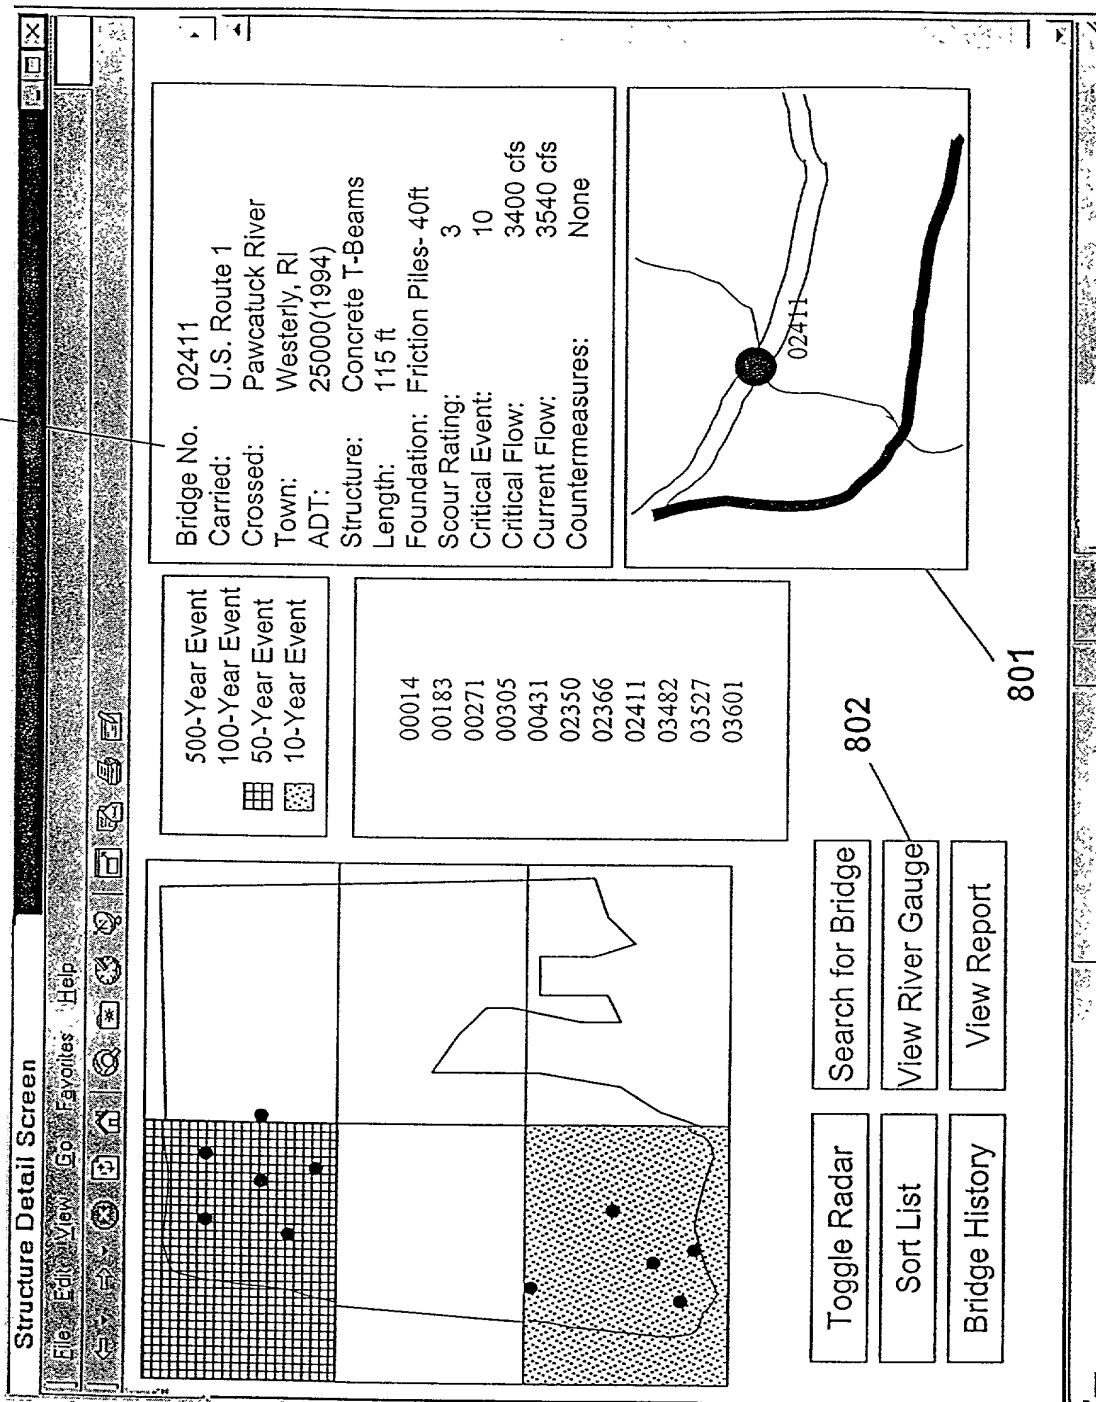 Structure Detail Screen
File Edit View Go Favorites Help
500-Year Event
100-Year Event
50-Year Event
10-Year Event
Bridge No. 02411
Carried: U.S. Route 1
Crossed: Pawcatuck River
Town: Westerly, RI
ADT: 25000(1994)
Structure: Concrete T-Beams
Length: 115 ft
Foundation: Friction Piles- 40ft
Scour Rating: 3
Critical Event: 10
Critical Flow: 3400 cfs
Current Flow: 3540 cfs
Countermeasures: None
00014
00183
00271
00305
00431
02350
02366
02411
03482
03527
03601
02411
Toggle Radar
Search for Bridge
802
Sort List
View River Gauge
801
Bridge History
View Report